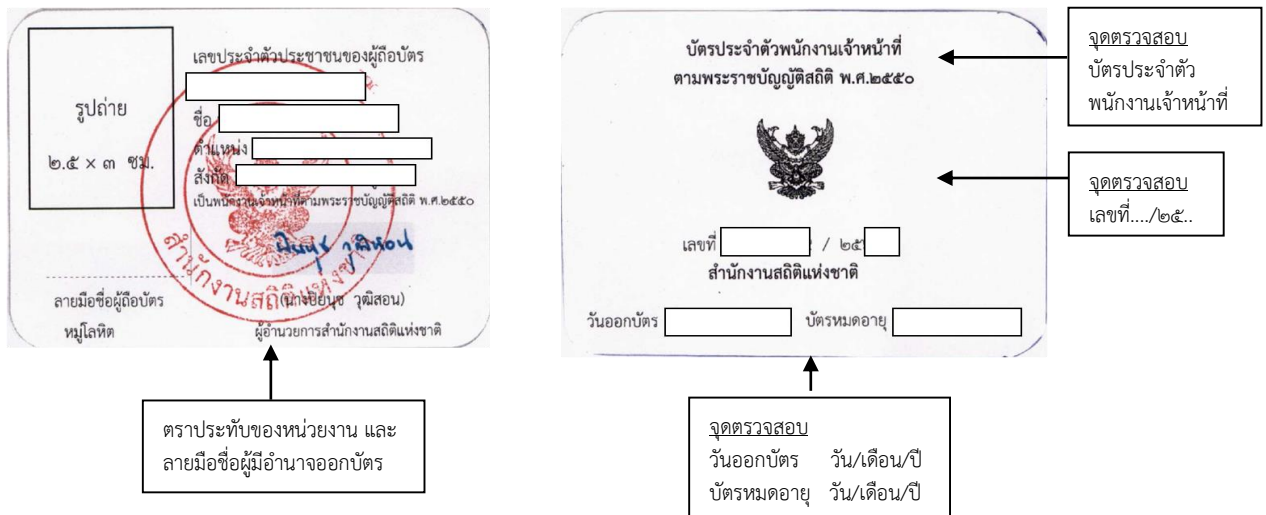 รูปถ่าย
๒.๕ × ๓ ซม.
เลขประจำตัวประชาชนของผู้ถือบัตร
ชื่อ
ตำแหน่ง
สังกัด
เป็นพนักงานเจ้าหน้าที่ตามพระราชบัญญัติสถิติ พ.ศ.๒๕๕๐
สำนักงานสถิติแห่งชาติ
ลายมือชื่อผู้ถือบัตร
(นางปิยนุช วุฒิสอน)
หมู่โลหิต
ผู้อำนวยการสำนักงานสถิติแห่งชาติ
ตราประทับของหน่วยงาน และ
ลายมือชื่อผู้มีอำนาจออกบัตร
บัตรประจำตัวพนักงานเจ้าหน้าที่
ตามพระราชบัญญัติสถิติ พ.ศ.๒๕๕๐
เลขที่ / ๒๕
สำนักงานสถิติแห่งชาติ
วันออกบัตร บัตรหมดอายุ
จุดตรวจสอบ
บัตรประจำตัว
พนักงานเจ้าหน้าที่
จุดตรวจสอบ
เลขที่..../๒๕..
จุดตรวจสอบ
วันออกบัตร วัน/เดือน/ปี
บัตรหมดอายุ วัน/เดือน/ปี